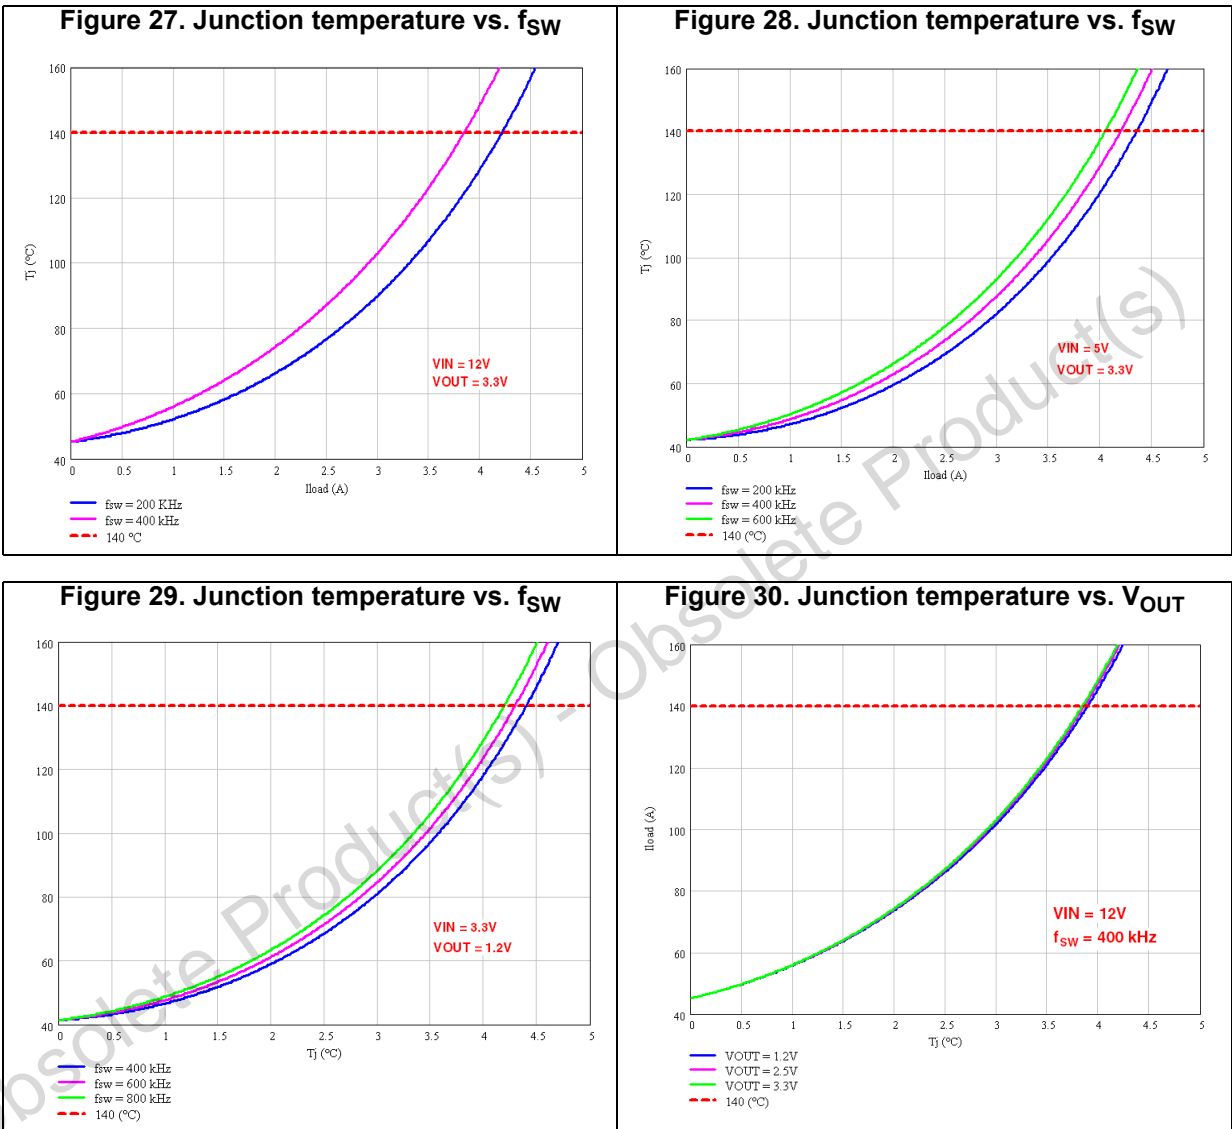 Figure 27. Junction temperature vs. fSW
160
140
120
100
80
60
40
Tj (ºC)
0 0.5 1 1.5 2 2.5 3 3.5 4 4.5 5
Iload (A)
VIN = 12V
VOUT = 3.3V
fsw = 200 KHz
fsw = 400 kHz
140 ºC
Figure 28. Junction temperature vs. fSW
160
140
120
100
80
60
40
Tj (ºC)
0 0.5 1 1.5 2 2.5 3 3.5 4 4.5 5
Iload (A)
VIN = 5V
VOUT = 3.3V
fsw = 200 kHz
fsw = 400 kHz
fsw = 600 kHz
140 (ºC)
Figure 29. Junction temperature vs. fSW
160
140
120
100
80
60
40
0 0.5 1 1.5 2 2.5 3 3.5 4 4.5 5
Tj (ºC)
VIN = 3.3V
VOUT = 1.2V
fsw = 400 kHz
fsw = 600 kHz
fsw = 800 kHz
140 (ºC)
Figure 30. Junction temperature vs. VOUT
160
140
120
100
80
60
40
Iload (A)
0 0.5 1 1.5 2 2.5 3 3.5 4 4.5 5
Tj (ºC)
VIN = 12V
fSW = 400 kHz
VOUT = 1.2V
VOUT = 2.5V
VOUT = 3.3V
140 (ºC)
bsolete Product(s) - Obsolete Product(s)